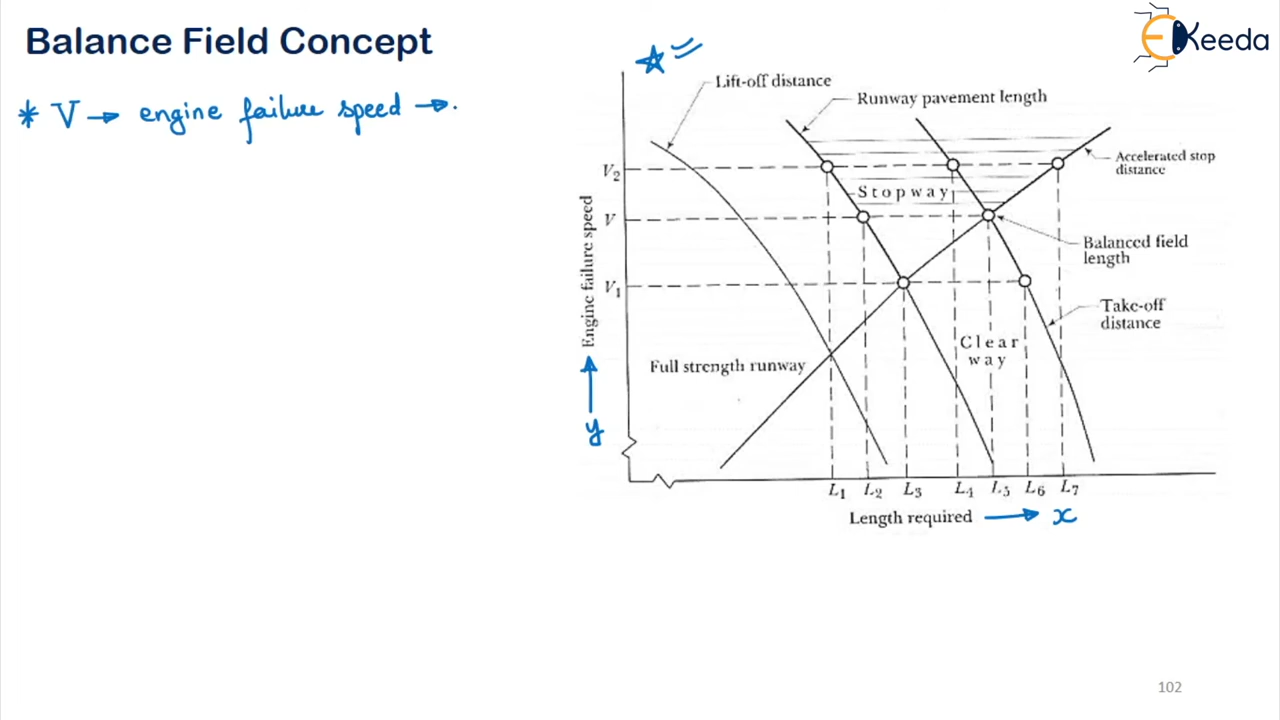 Balance Field Concept
EKeeda
* V → engine failure speed →.
Lift-off distance
Runway pavement length
Accelerated stop
distance
V2
Stopway
V
Balanced field
length
V1
Take-off
distance
Clear
way
Full strength runway
Engine failure speed
y
L1 L2 L3 L4 L5 L6 L7
Length required → x
102